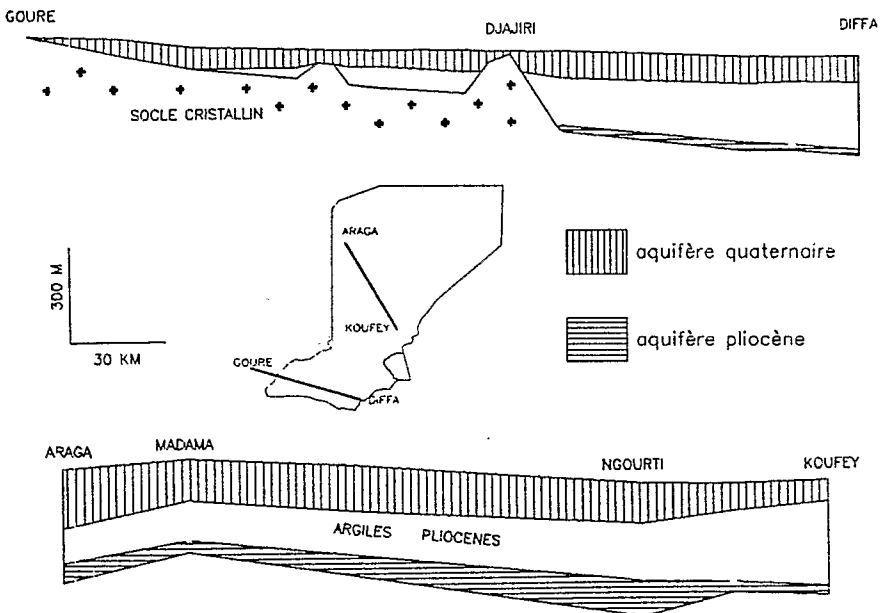 GOURE
DJAJIRI
DIFFA
SOCLE CRISTALLIN
300 M
30 KM
ARAGA
KOUFEY
GOURE
DIFFA
aquifère quaternaire
aquifère pliocène
ARAGA
MADAMA
NGOURTI
KOUFEY
ARGILES PLIOCENES